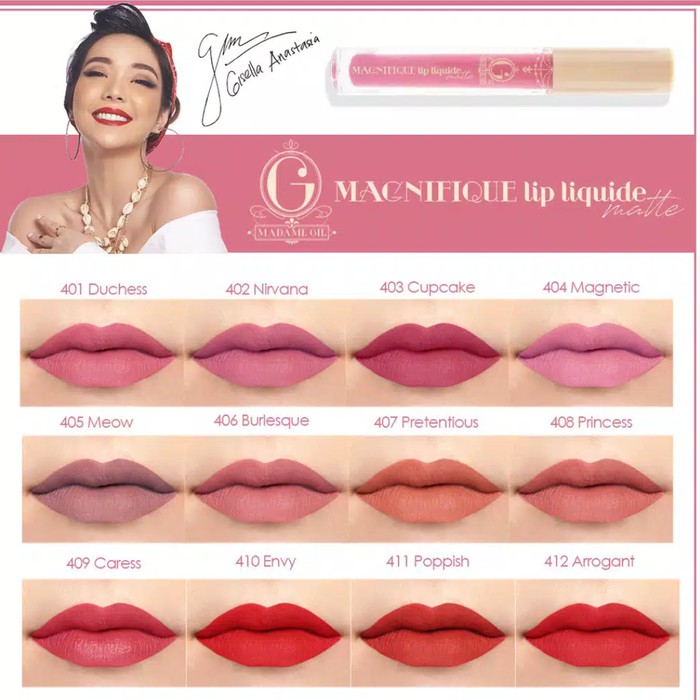 Gisella Anastasia
MAGNIFIQUE lip liquide
matte
G
MADAME GIE
MAGNIFIQUE lip liquide
matte
401 Duchess
402 Nirvana
403 Cupcake
404 Magnetic
405 Meow
406 Burlesque
407 Pretentious
408 Princess
409 Caress
410 Envy
411 Poppish
412 Arrogant